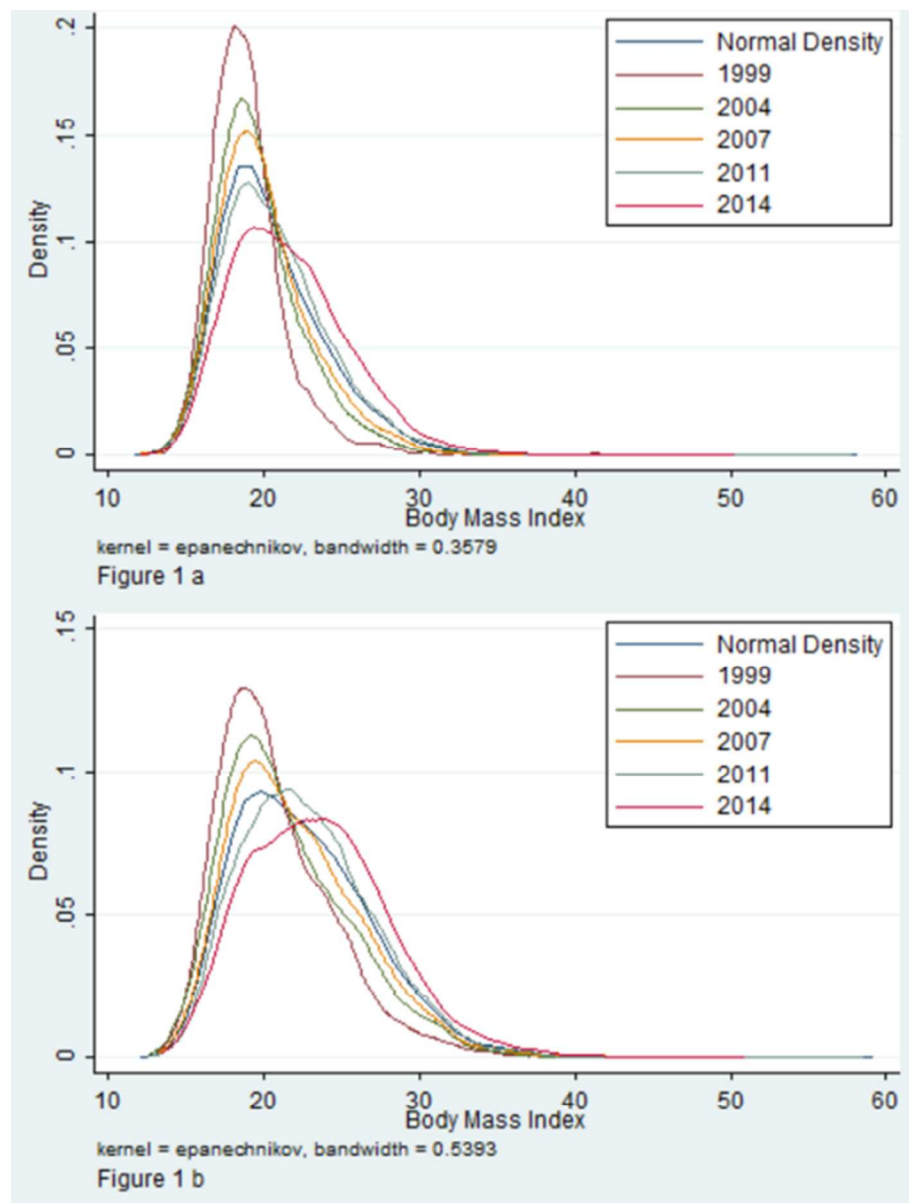 .2
.15
.1
.05
0
Density
Normal Density
1999
2004
2007
2011
2014
10 20 30 40 50 60
Body Mass Index
kernel = epanechnikov, bandwidth = 0.3579
Figure 1 a
.15
.1
.05
0
Density
Normal Density
1999
2004
2007
2011
2014
10 20 30 40 50 60
Body Mass Index
kernel = epanechnikov, bandwidth = 0.5393
Figure 1 b